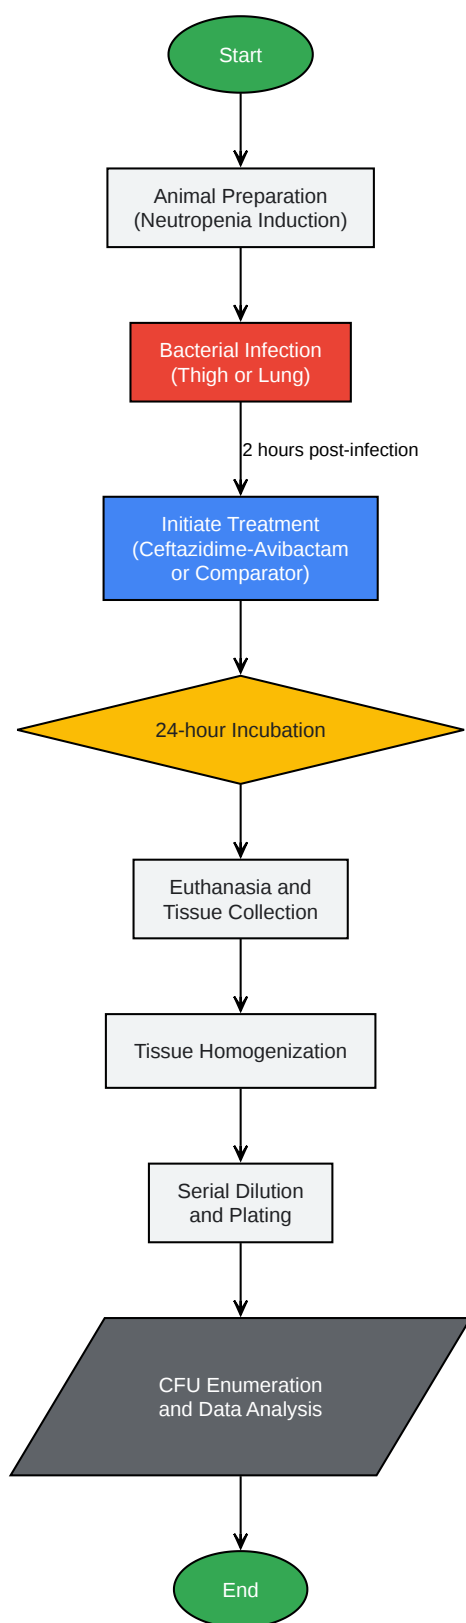 Start
Animal Preparation
(Neutropenia Induction)
Bacterial Infection
(Thigh or Lung)
2 hours post-infection
Initiate Treatment
(Ceftazidime-Avibactam
or Comparator)
24-hour Incubation
Euthanasia and
Tissue Collection
Tissue Homogenization
Serial Dilution
and Plating
CFU Enumeration
and Data Analysis
End